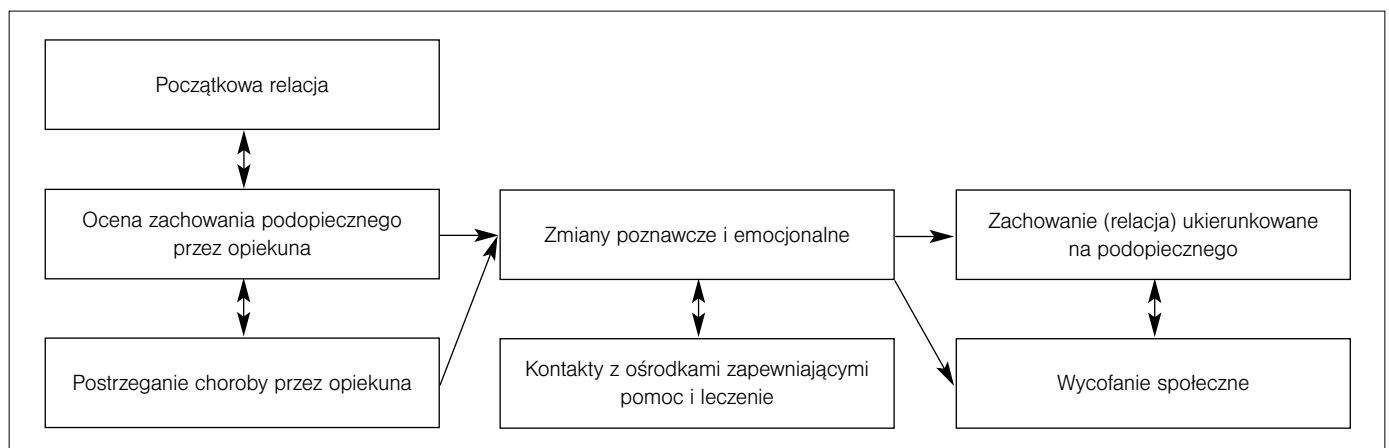 Początkowa relacja
Ocena zachowania podopiecznego
przez opiekuna
Postrzeganie choroby przez opiekuna
Zmiany poznawcze i emocjonalne
Kontakty z ośrodkami zapewniającymi
pomoc i leczenie
Zachowanie (relacja) ukierunkowane
na podopiecznego
Wycofanie społeczne